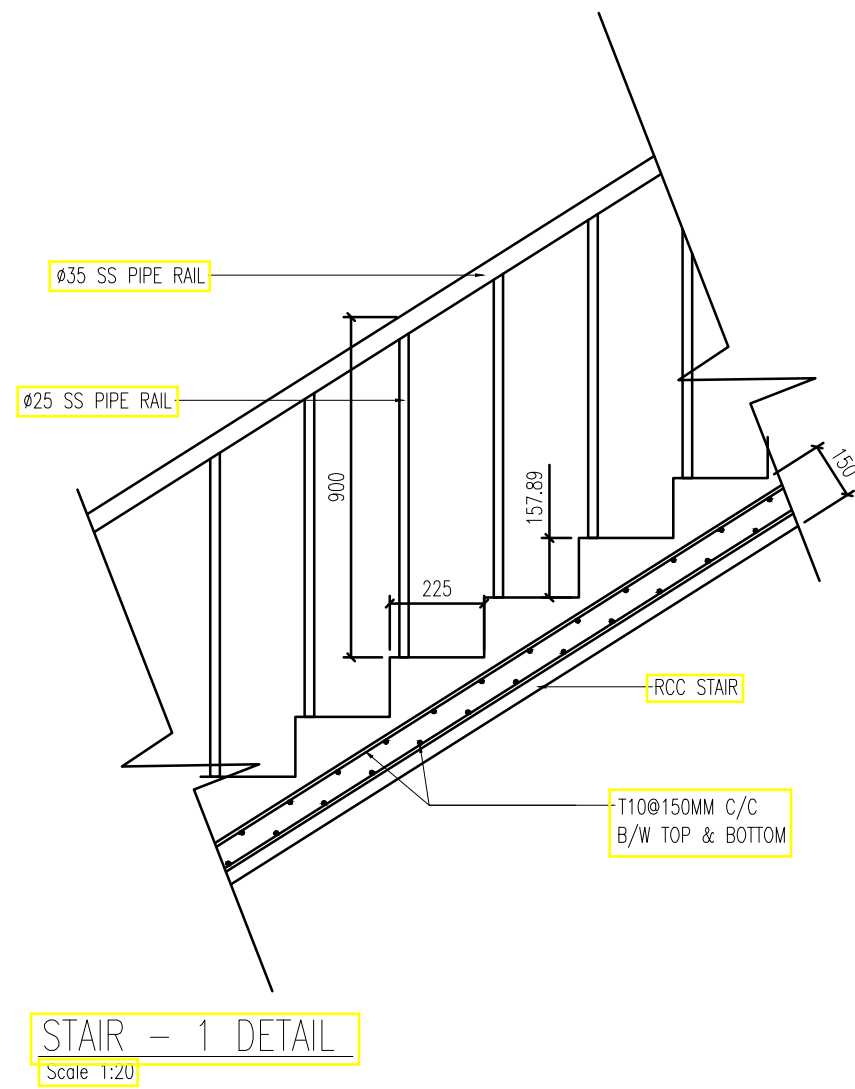 ø35 SS PIPE RAIL
ø25 SS PIPE RAIL
900
157.89
150
225
RCC STAIR
T10@150MM C/C
B/W TOP & BOTTOM
STAIR - 1 DETAIL
Scale 1:20